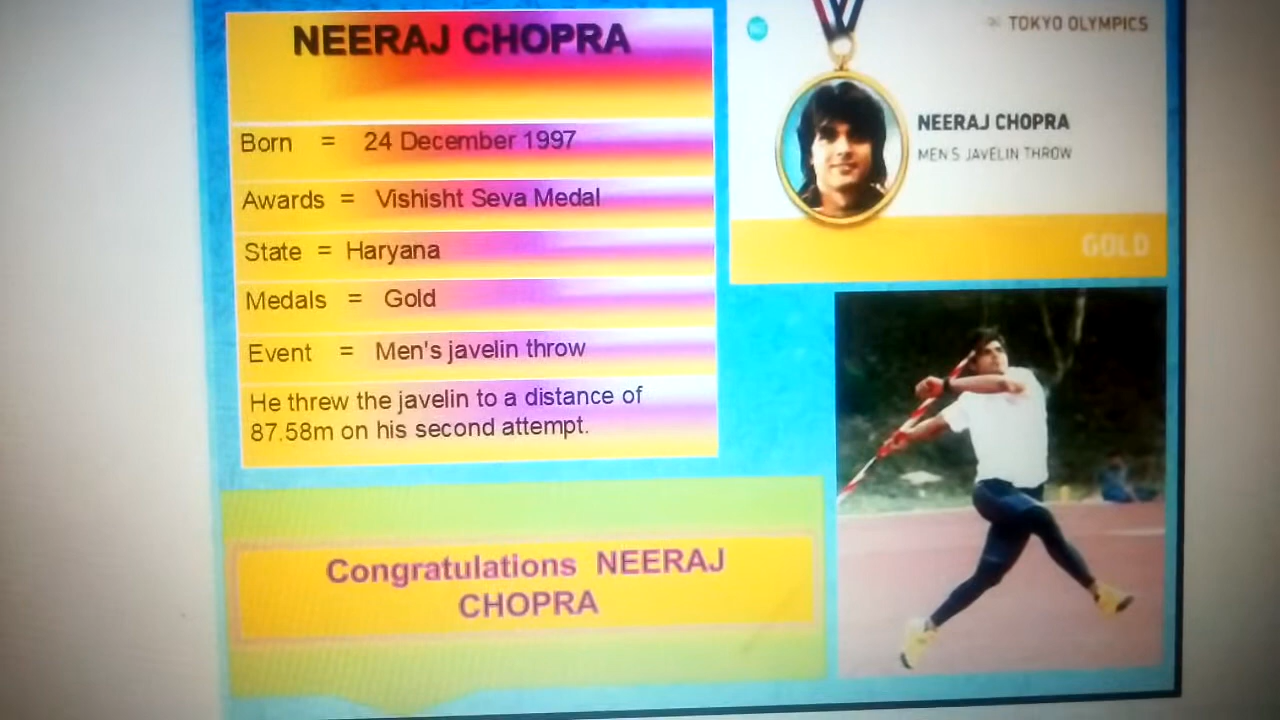 NEERAJ CHOPRA
Born = 24 December 1997
Awards = Vishisht Seva Medal
State = Haryana
Medals = Gold
Event = Men's javelin throw
He threw the javelin to a distance of
87.58m on his second attempt.
Congratulations NEERAJ
CHOPRA
TOKYO OLYMPICS
NEERAJ CHOPRA
MEN'S JAVELIN THROW
GOLD